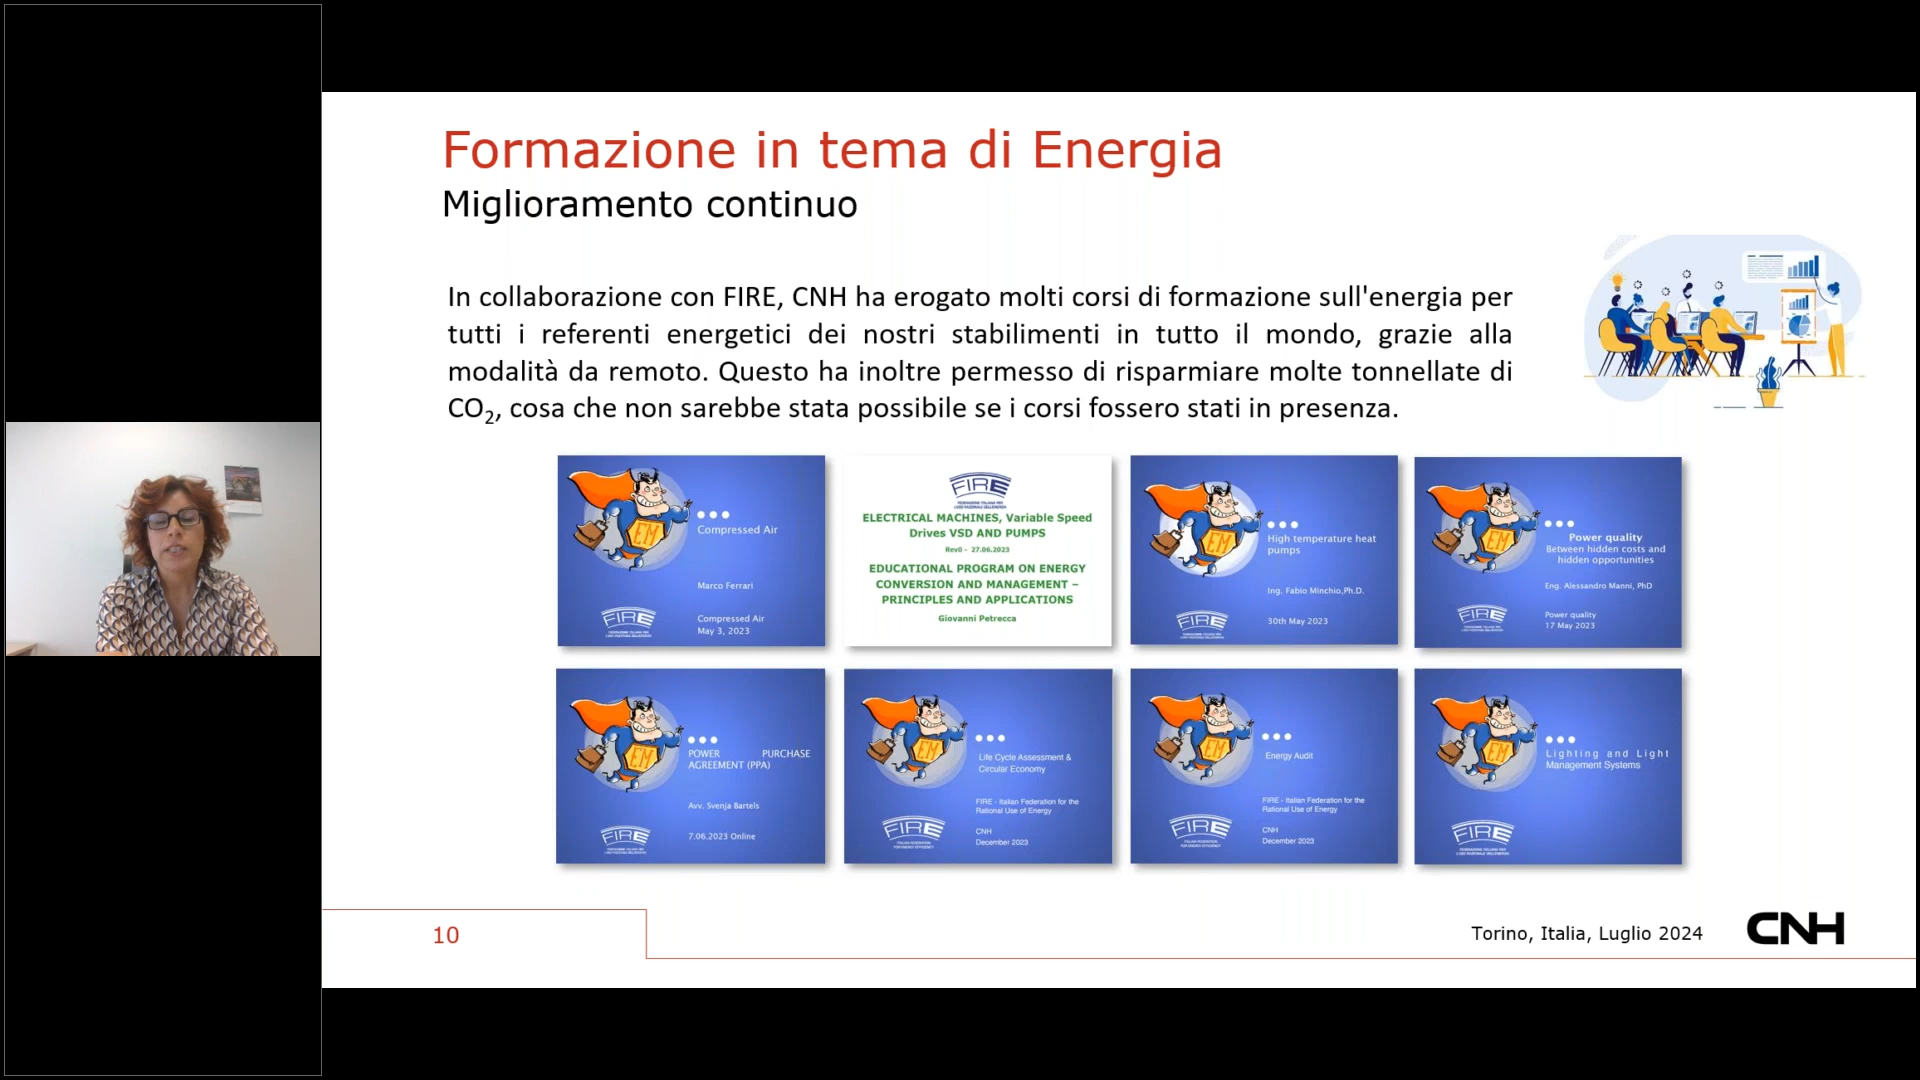 Formazione in tema di Energia
Miglioramento continuo
In collaborazione con FIRE, CNH ha erogato molti corsi di formazione sull'energia per
tutti i referenti energetici dei nostri stabilimenti in tutto il mondo, grazie alla
modalità da remoto. Questo ha inoltre permesso di risparmiare molte tonnellate di
CO₂, cosa che non sarebbe stata possibile se i corsi fossero stati in presenza.
EM
Compressed Air
Marco Ferrari
Compressed Air
May 3, 2023
FIRE
FIRE
ELECTRICAL MACHINES, Variable Speed
Drives VSD AND PUMPS
Rev0 - 27.06.2023
EDUCATIONAL PROGRAM ON ENERGY
CONVERSION AND MANAGEMENT –
PRINCIPLES AND APPLICATIONS
Giovanni Petrecca
EM
High temperature heat
pumps
Ing. Fabio Minchio,Ph.D.
30th May 2023
FIRE
EM
Power quality
Between hidden costs and
hidden opportunities
Eng. Alessandro Manni, PhD
Power quality
17 May 2023
FIRE
EM
POWER PURCHASE
AGREEMENT (PPA)
Avv. Svenja Bartels
7.06.2023 Online
FIRE
EM
Life Cycle Assessment &
Circular Economy
FIRE - Italian Federation for the
Rational Use of Energy
CNH
December 2023
FIRE
EM
Energy Audit
FIRE - Italian Federation for the
Rational Use of Energy
CNH
December 2023
FIRE
EM
Lighting and Light
Management Systems
FIRE
10
Torino, Italia, Luglio 2024
CNH